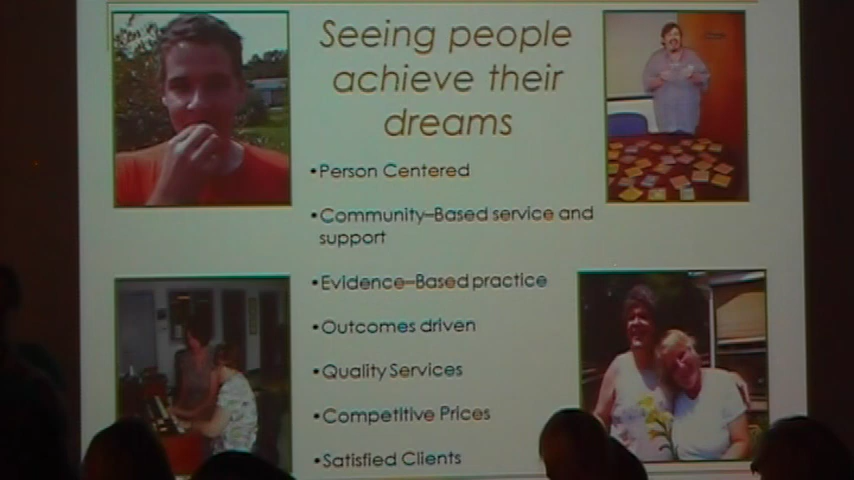 Seeing people
achieve their
dreams
•Person Centered
•Community–Based service and
support
•Evidence–Based practice
•Outcomes driven
•Quality Services
•Competitive Prices
•Satisfied Clients